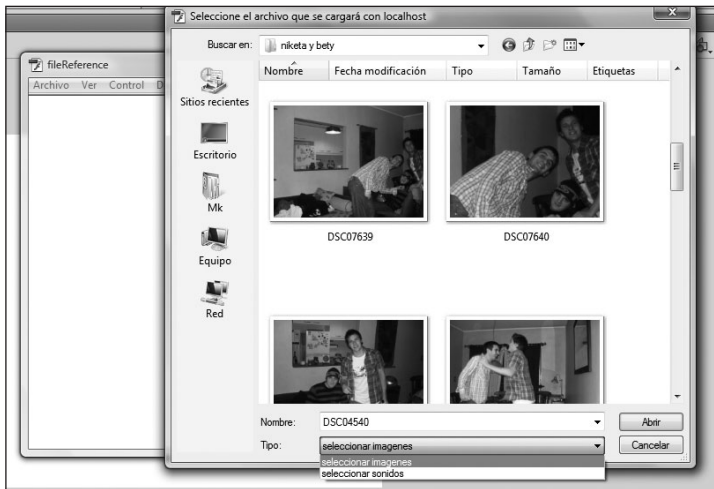 Seleccione el archivo que se cargará con localhost
fileReference
Archivo Ver Control
Buscar en:
niketa y bety
Nombre Fecha modificación Tipo Tamaño Etiquetas
Sitios recientes
Escritorio
Mk
Equipo
Red
DSC07639 DSC07640
Nombre: DSC04540 Abrir
Tipo: seleccionar imagenes Cancelar
seleccionar imagenes
seleccionar sonidos